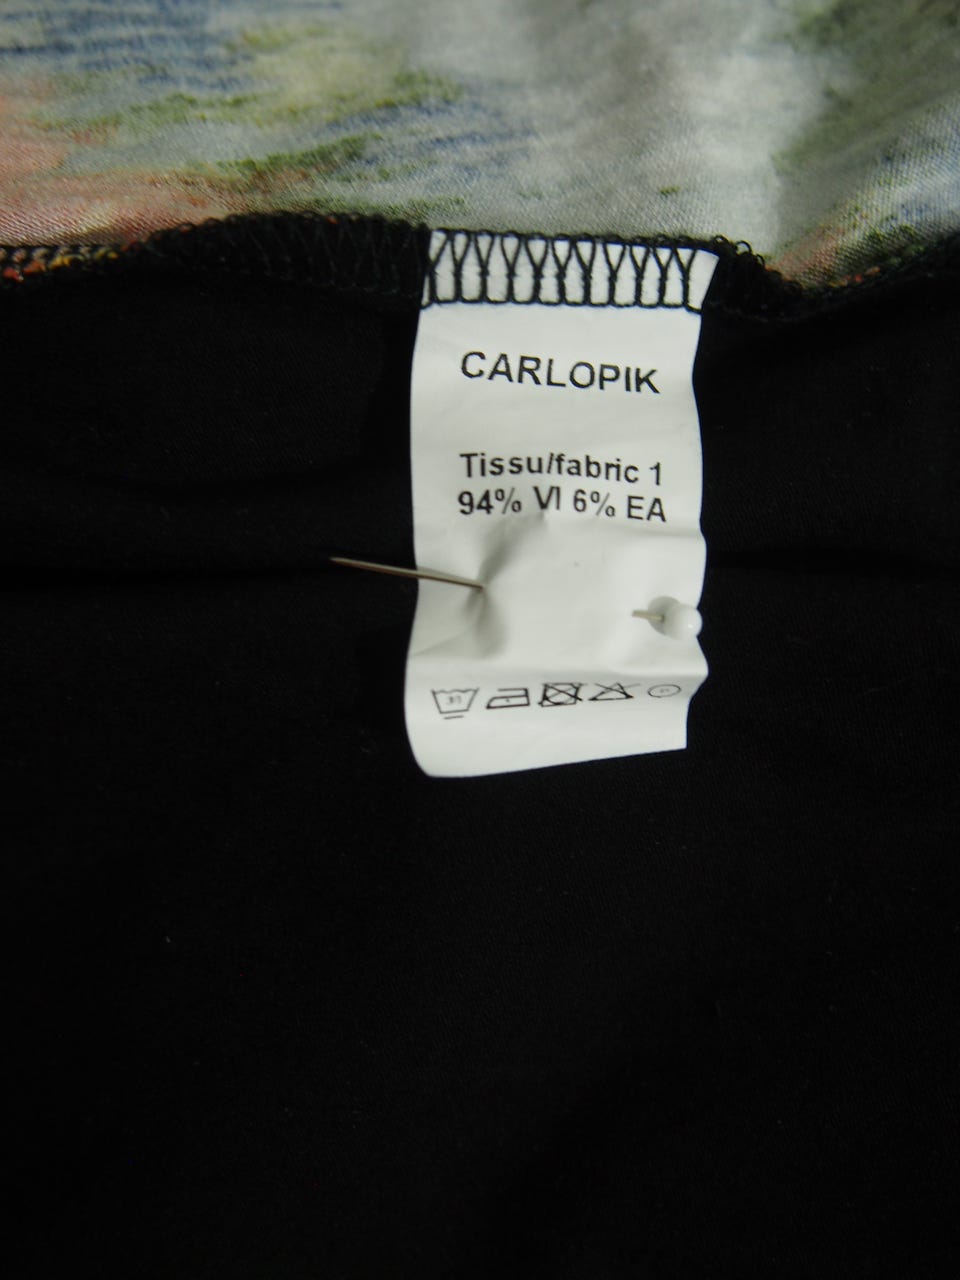 CARLOPIK
Tissu/fabric 1
94% VI 6% EA